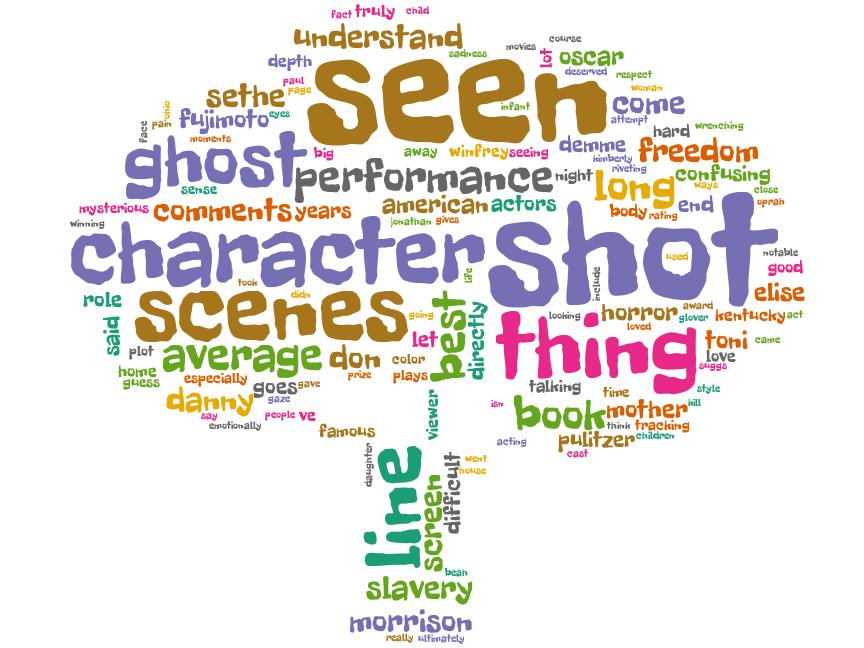 fact truly child
understand
sadness
movies
course
lot
oscar
depth
deserved
respect
paul
page
seen
woman
sethe
infant
come
ohio
fujimoto
eyes
attempt
face
pain
hard
wrenching
moments
ghost
big
away
winfrey
seeing
demme
freedom
kimberly
riveting
confusing
sense
performance
night
long
ways
close
mysterious
comments
years
american
actors
body
rating
end
oprah
winning
jonathan
gives
character
shot
used
notable
good
life
include
took
role
scenes
didn
going
best
directly
looking
horror
award
elise
said
loved
glover
kentucky
act
let
thing
plot
average
don
color
toni
came
love
suggs
home
guess
especially
prize
plays
goes
gave
talking
time
style
danny
gaze
isn
kill
say
people
ve
viewer
book
mother
emotionally
think
tracking
famous
acting
pulitzer
children
cast
daughter
line
screen
difficult
went
house
bean
slavery
morrison
really
ultimately